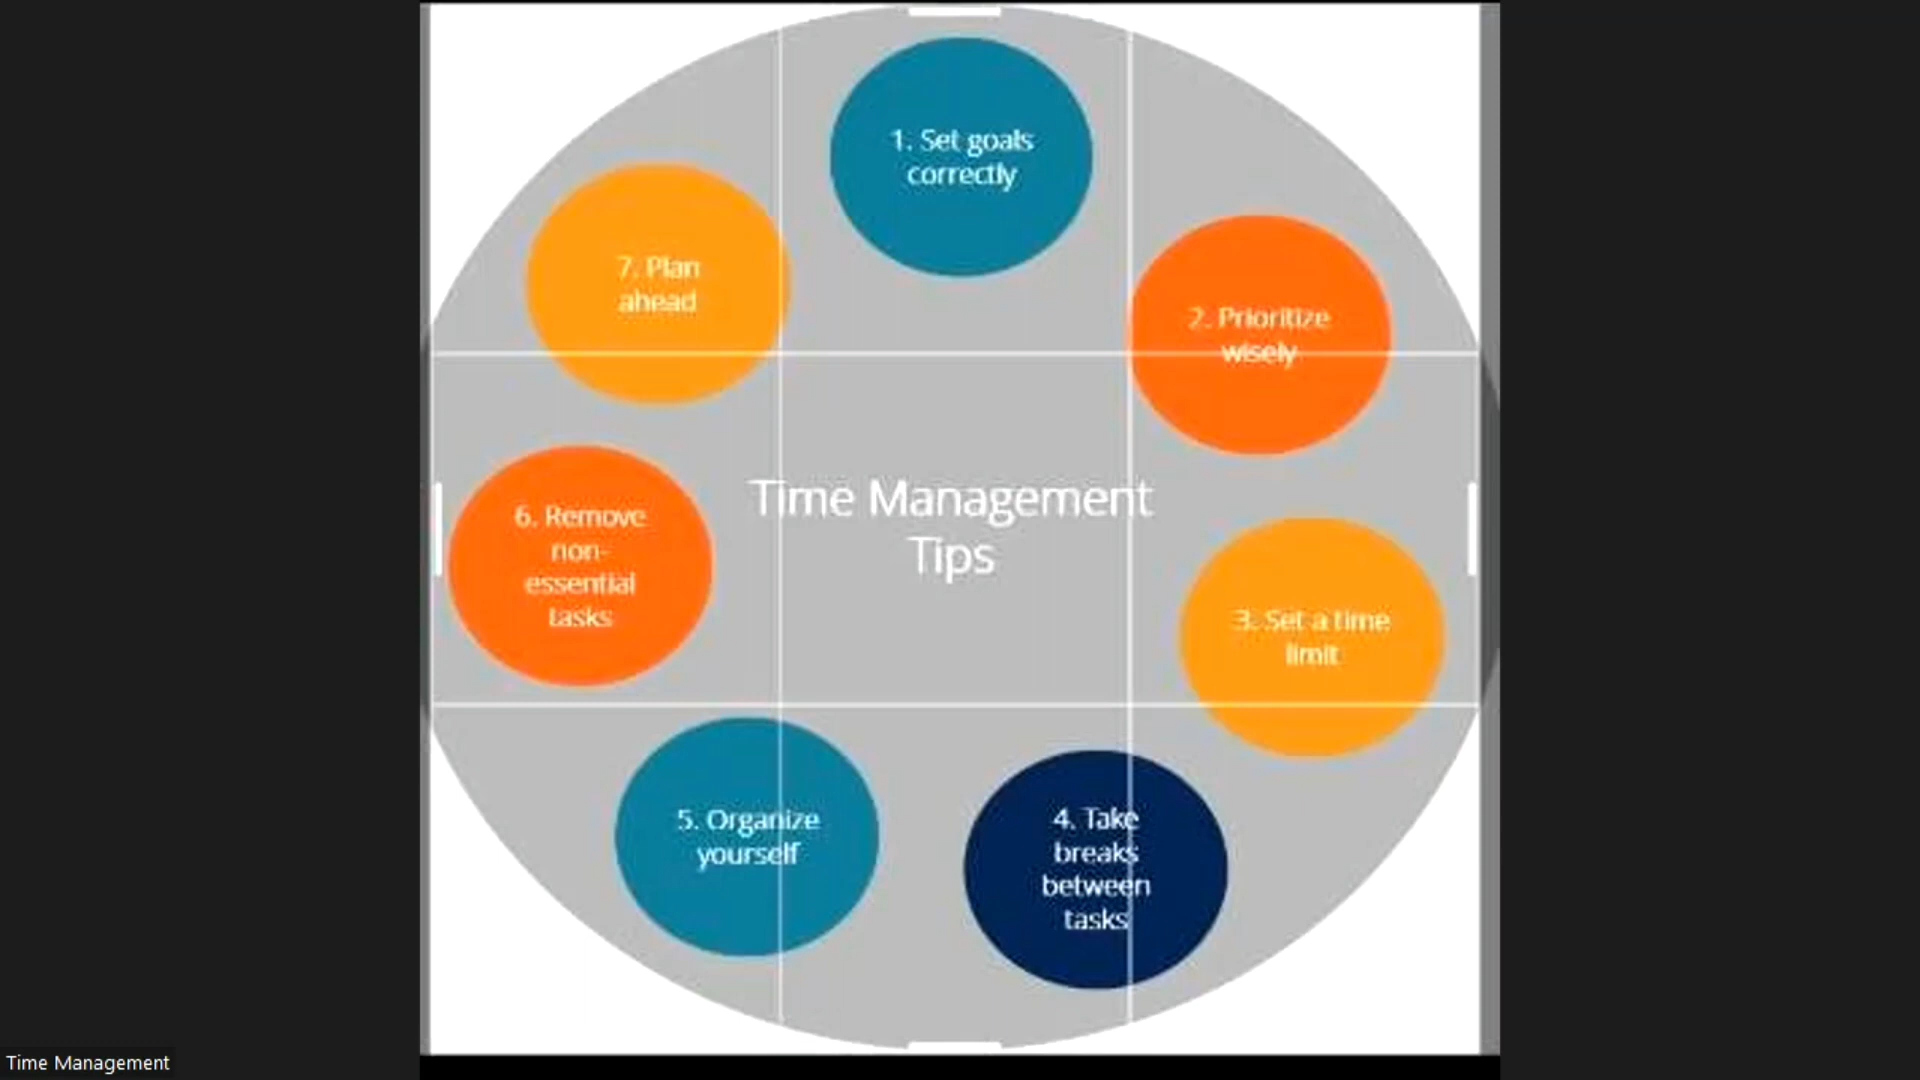 1. Set goals
correctly
2. Prioritize
wisely
3. Set a time
limit
4. Take
breaks
between
tasks
5. Organize
yourself
6. Remove
non-
essential
tasks
7. Plan
ahead
Time Management
Tips
Time Management